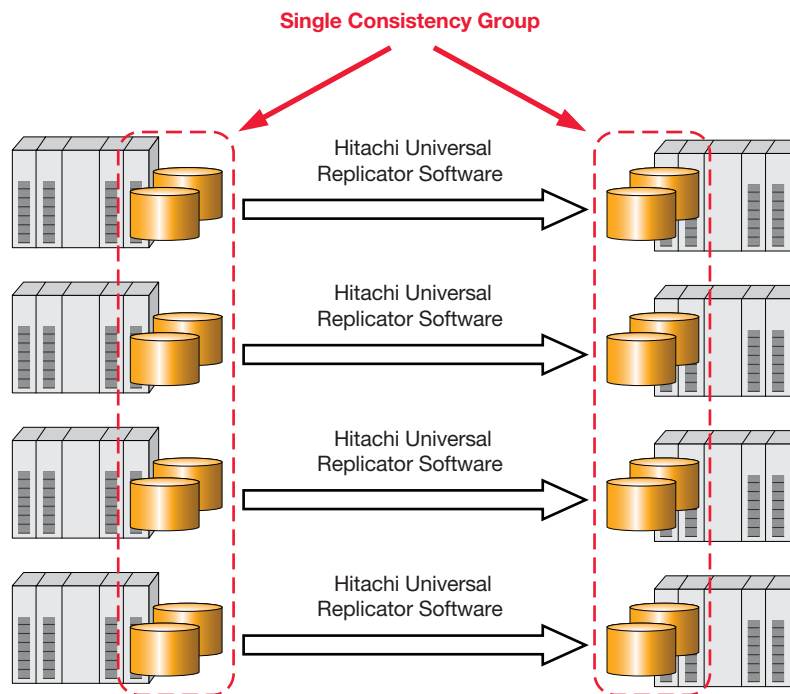 Single Consistency Group
Hitachi Universal
Replicator Software
Hitachi Universal
Replicator Software
Hitachi Universal
Replicator Software
Hitachi Universal
Replicator Software